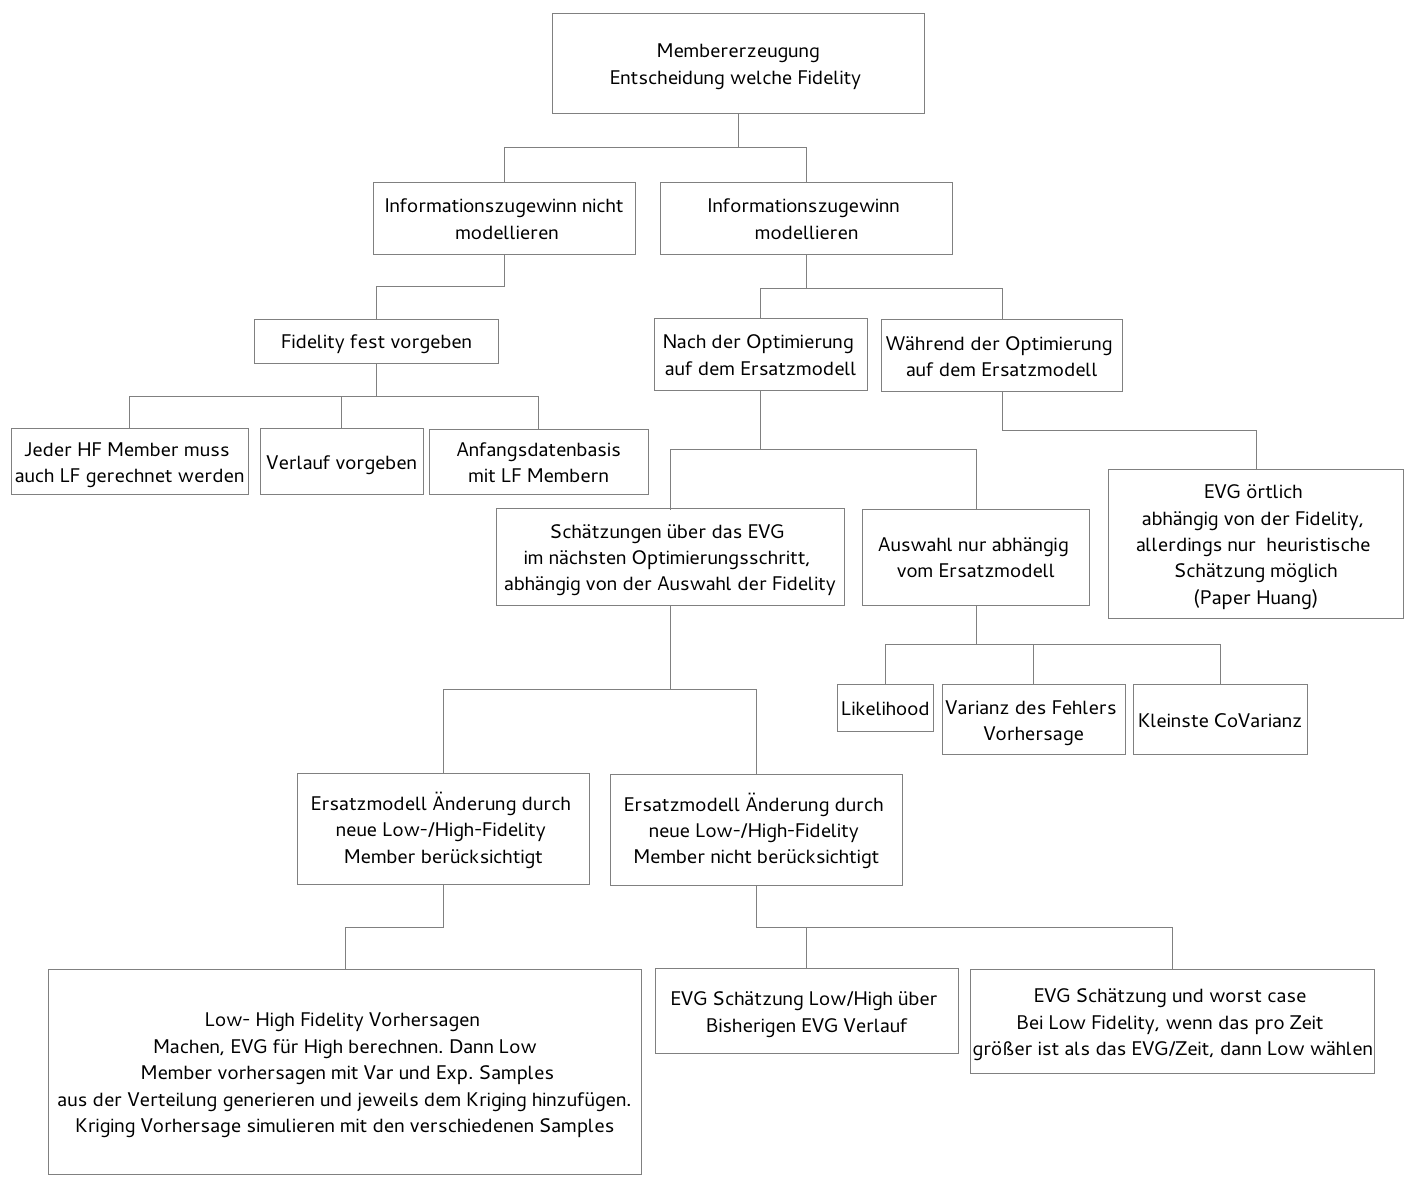 Membererzeugung
Entscheidung welche Fidelity
Informationszugewinn nicht
modellieren
Informationszugewinn
modellieren
Fidelity fest vorgeben
Nach der Optimierung
auf dem Ersatzmodell
Während der Optimierung
auf dem Ersatzmodell
Jeder HF Member muss
auch LF gerechnet werden
Verlauf vorgeben
Anfangsdatenbasis
mit LF Membern
Schätzungen über das EVG
im nächsten Optimierungsschritt,
abhängig von der Auswahl der Fidelity
Auswahl nur abhängig
vom Ersatzmodell
EVG örtlich
abhängig von der Fidelity,
allerdings nur  heuristische
Schätzung möglich
(Paper Huang)
Likelihood
Varianz des Fehlers
Vorhersage
Kleinste CoVarianz
Ersatzmodell Änderung durch
neue Low-/High-Fidelity
Member berücksichtigt
Ersatzmodell Änderung durch
neue Low-/High-Fidelity
Member nicht berücksichtigt
Low- High Fidelity Vorhersagen
Machen, EVG für High berechnen. Dann Low
Member vorhersagen mit Var und Exp. Samples
aus der Verteilung generieren und jeweils dem Kriging hinzufügen.
Kriging Vorhersage simulieren mit den verschiedenen Samples
EVG Schätzung Low/High über
Bisherigen EVG Verlauf
EVG Schätzung und worst case
Bei Low Fidelity, wenn das pro Zeit
größer ist als das EVG/Zeit, dann Low wählen